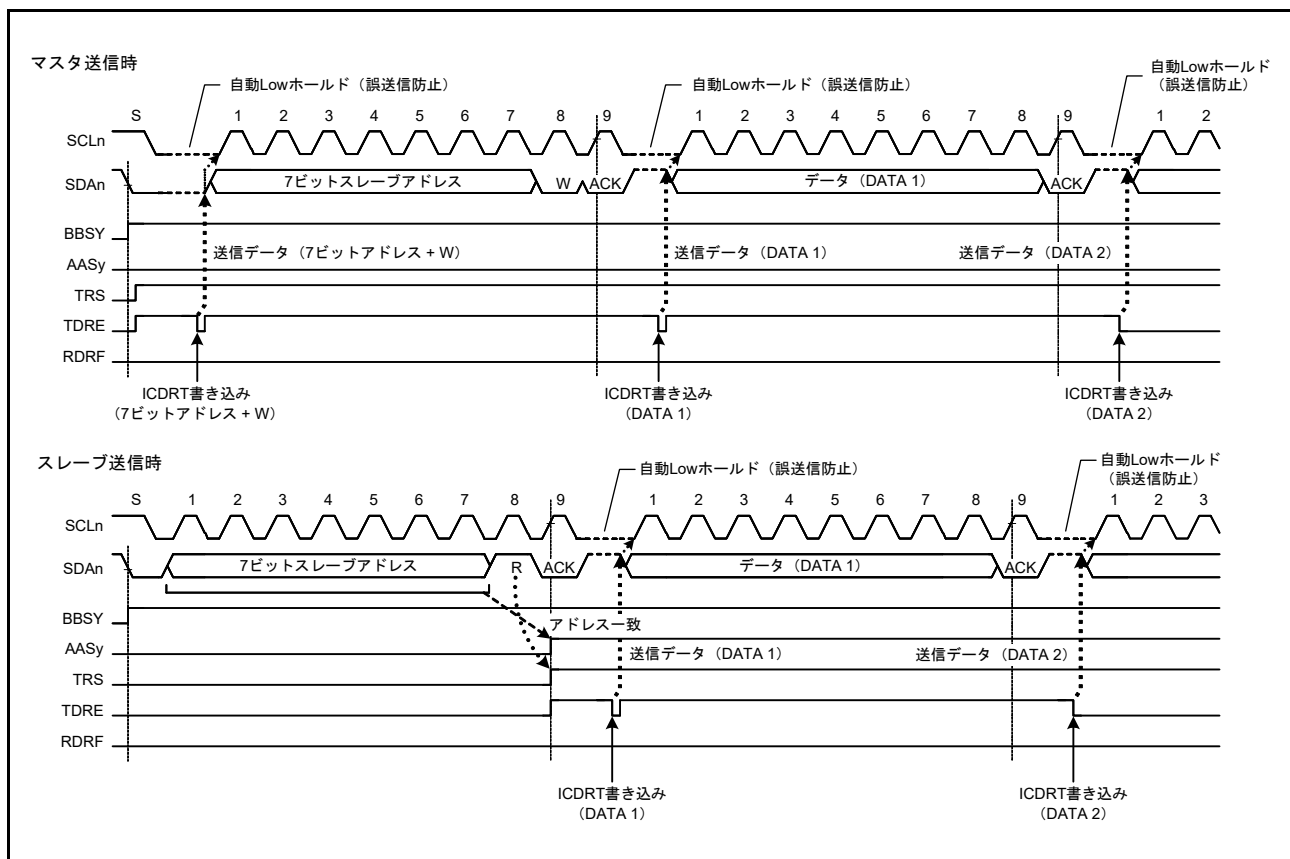 マスタ送信時
自動Lowホールド（誤送信防止）
自動Lowホールド（誤送信防止）
自動Lowホールド
（誤送信防止）
S 1 2 3 4 5 6 7 8 9 1 2 3 4 5 6 7 8 9 1 2
SCLn
SDAn 7ビットスレーブアドレス W ACK データ（DATA 1） ACK
BBSY
送信データ（7ビットアドレス + W） 送信データ（DATA 1） 送信データ（DATA 2）
AASy
TRS
TDRE
RDRF
ICDRT書き込み
（7ビットアドレス + W）
ICDRT書き込み
（DATA 1）
ICDRT書き込み
（DATA 2）
スレーブ送信時
自動Lowホールド（誤送信防止）
自動Lowホールド
（誤送信防止）
S 1 2 3 4 5 6 7 8 9 1 2 3 4 5 6 7 8 9 1 2 3
SCLn
SDAn 7ビットスレーブアドレス R ACK データ（DATA 1） ACK
BBSY
アドレス一致
AASy
送信データ（DATA 1） 送信データ（DATA 2）
TRS
TDRE
RDRF
ICDRT書き込み
（DATA 1）
ICDRT書き込み
（DATA 2）